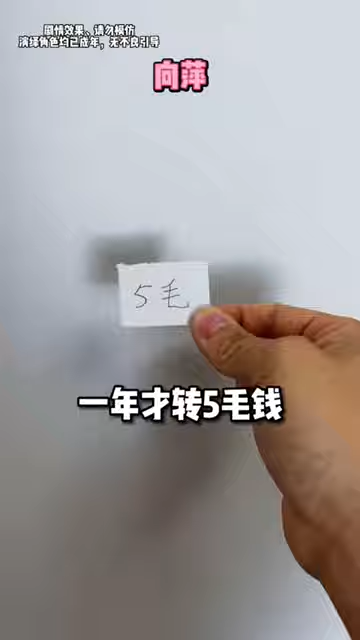 剧情效果、请勿模仿
演绎角色均已成年，无不良引导
向萍
5毛
一年才转5毛钱